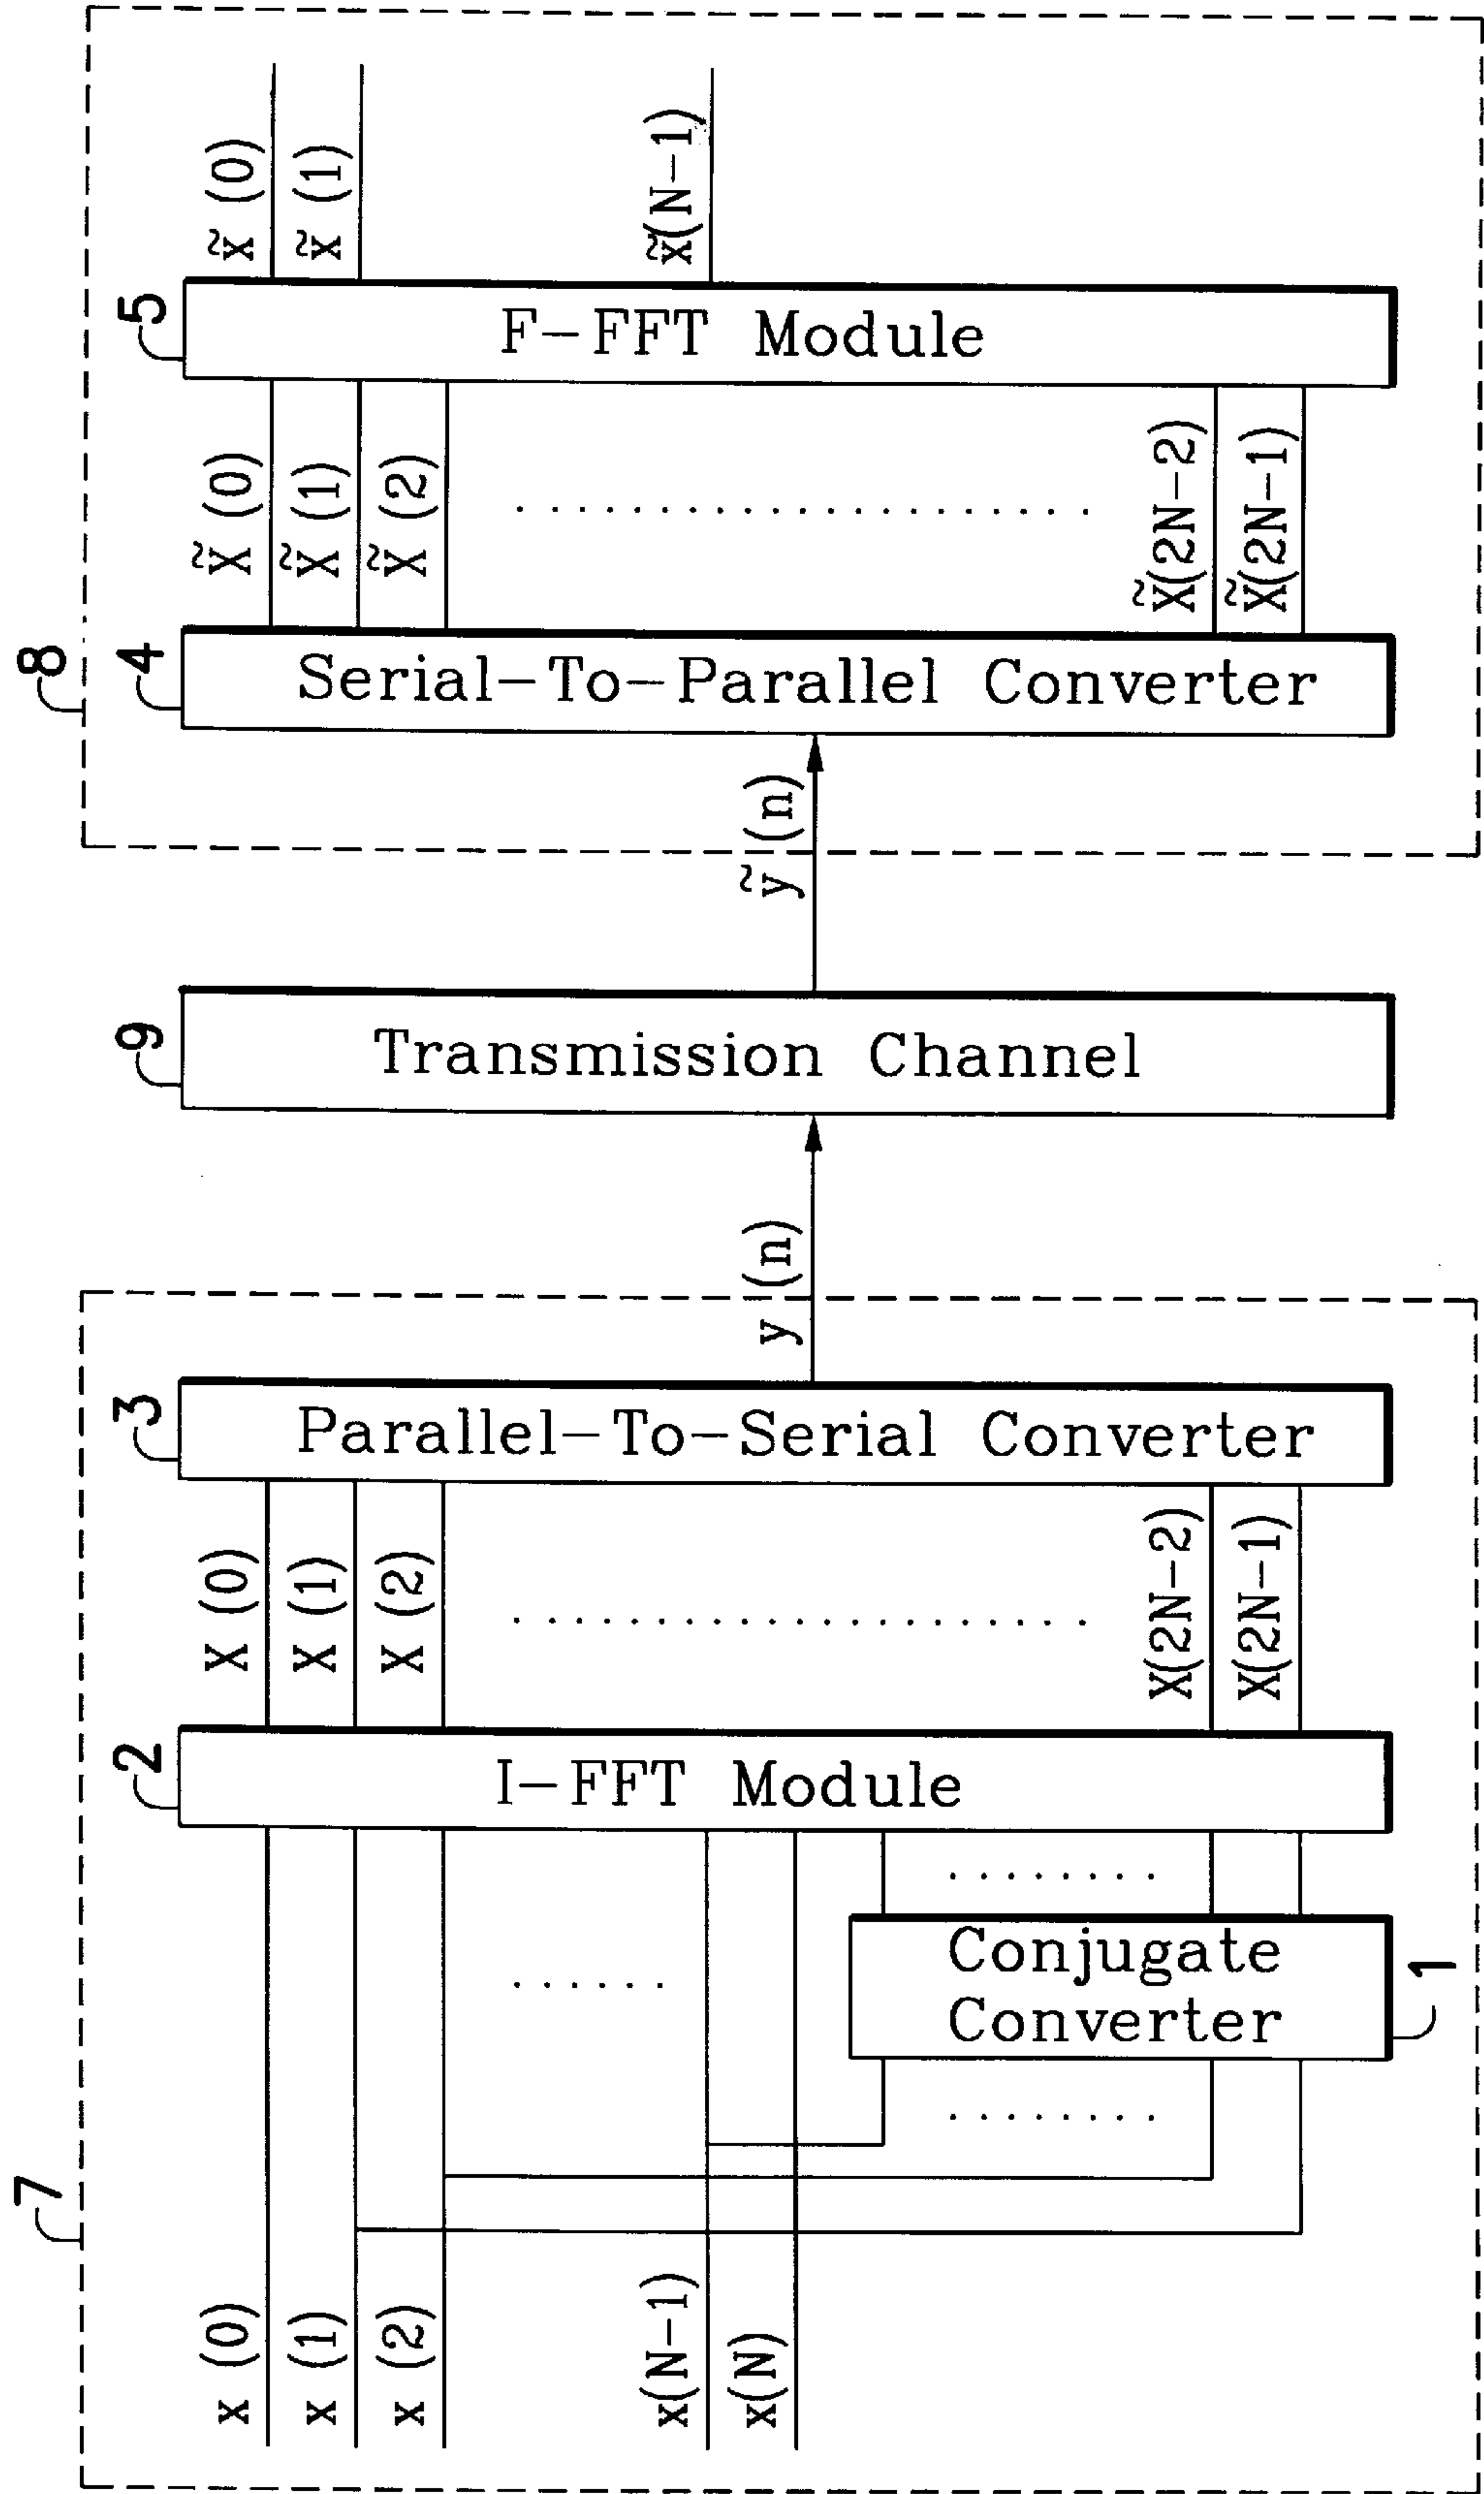 7
x (0)
x (1)
x (2)
x(N-1)
x(N)
......
........
Conjugate
Converter
1
........
2
I-FFT Module
X (0)
X (1)
X (2)
......................
X(2N-2)
X(2N-1)
3
Parallel-To-Serial Converter
y (n)
9
Transmission Channel
ỹ (n)
8
4
Serial-To-Parallel Converter
X̃ (0)
X̃ (1)
X̃ (2)
......................
X̃(2N-2)
X̃(2N-1)
5
F-FFT Module
x̃ (0)
x̃ (1)
x̃(N-1)